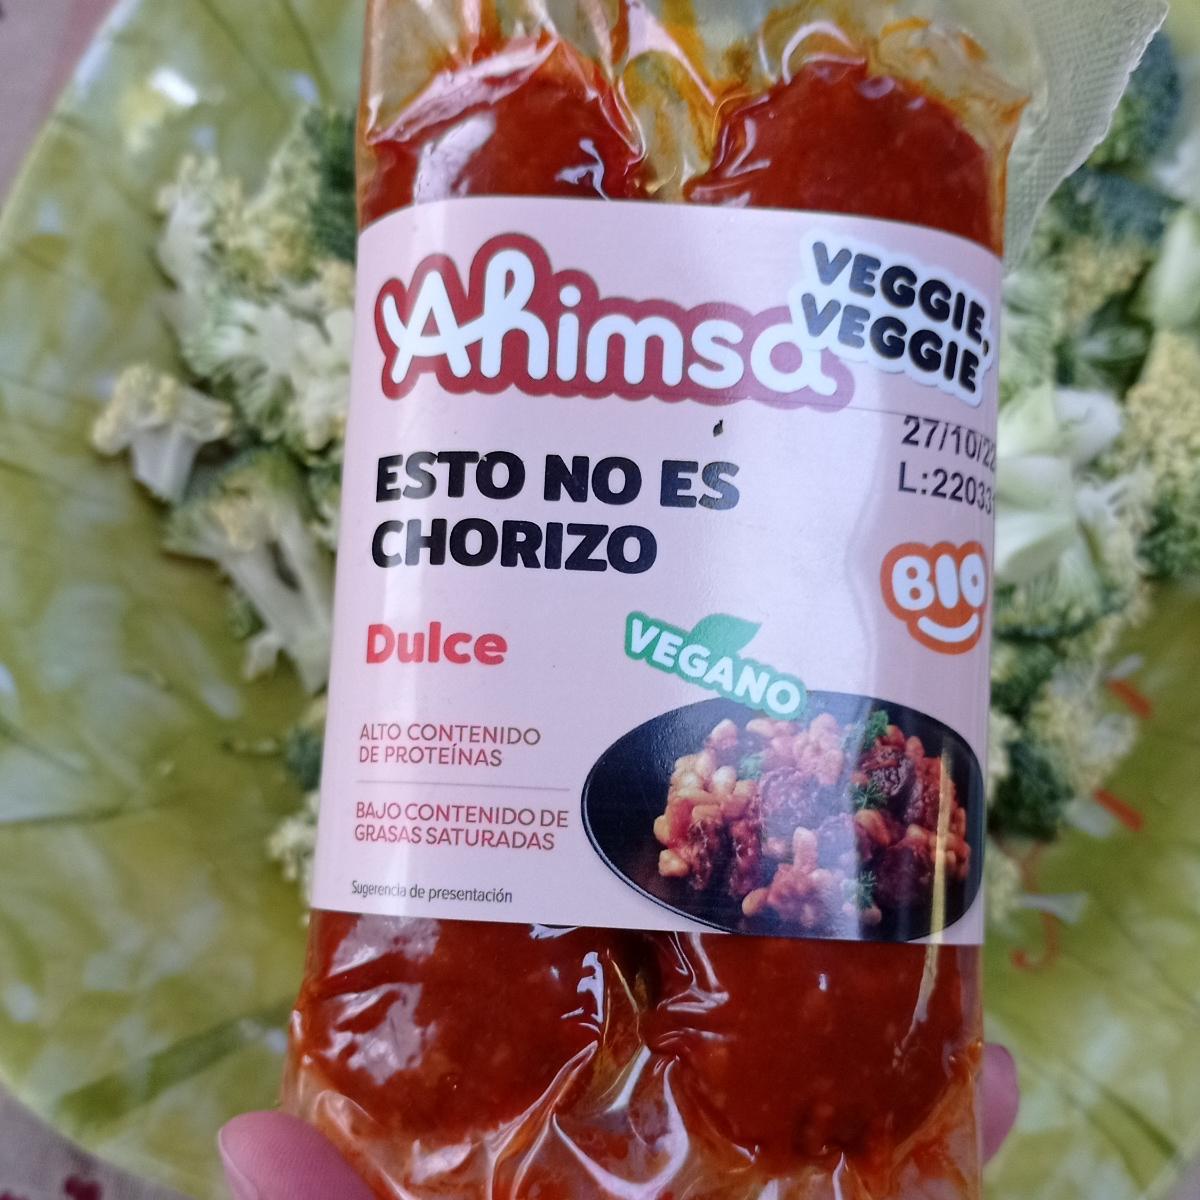 Ahimsa
VEGGIE,
VEGGIE
27/10/22
L:22033
ESTO NO ES
CHORIZO
BIO
Dulce
VEGANO
ALTO CONTENIDO
DE PROTEÍNAS
BAJO CONTENIDO DE
GRASAS SATURADAS
Sugerencia de presentación